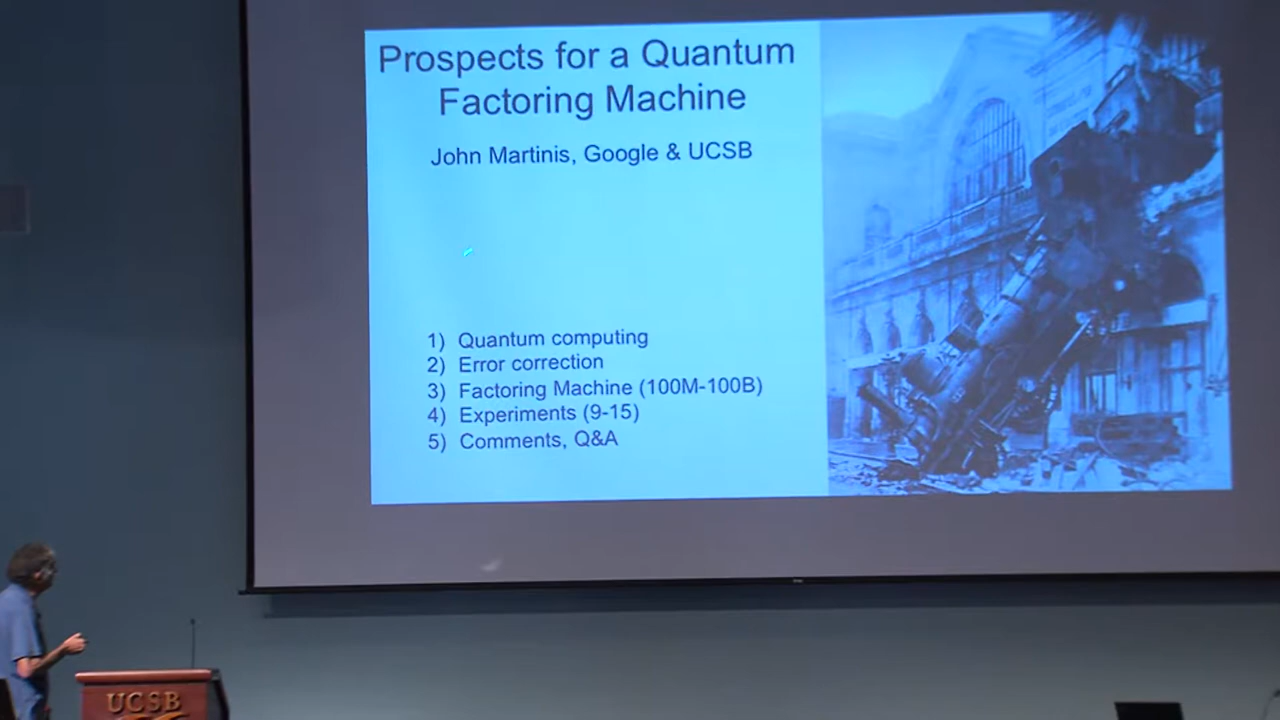 Prospects for a Quantum
Factoring Machine
John Martinis, Google & UCSB
1) Quantum computing
2) Error correction
3) Factoring Machine (100M-100B)
4) Experiments (9-15)
5) Comments, Q&A
UCSB